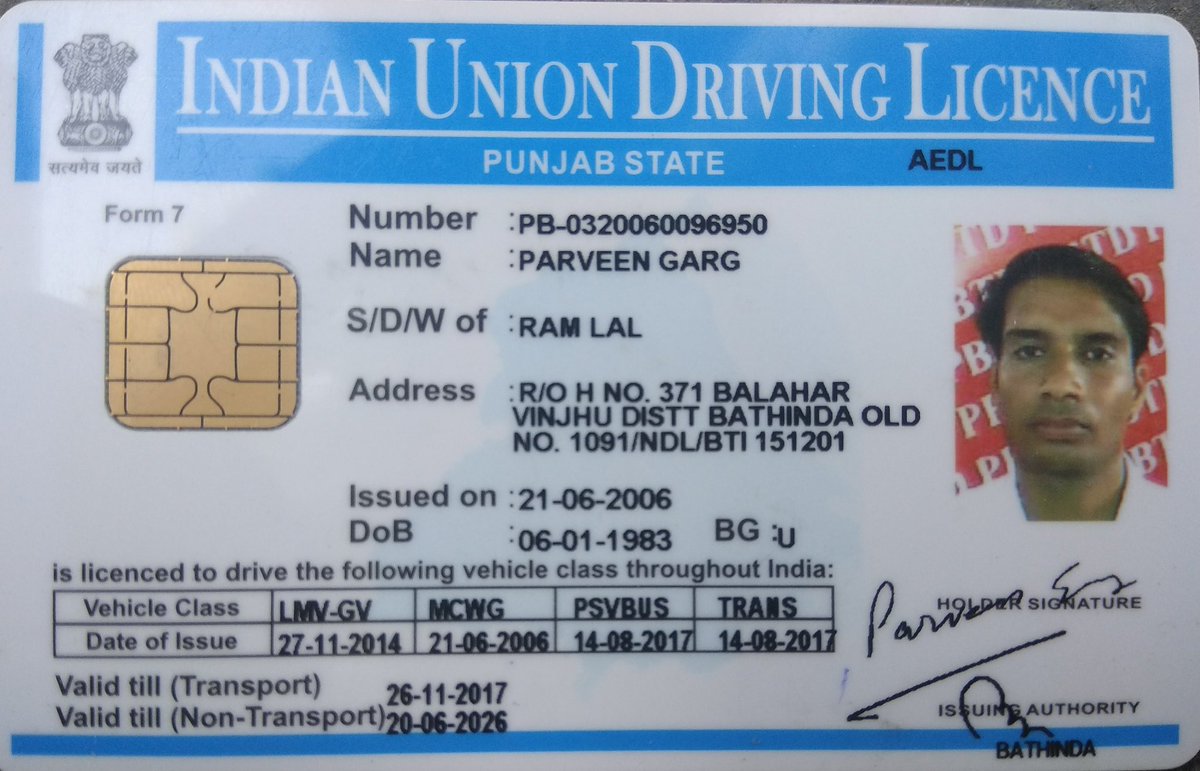 INDIAN UNION DRIVING LICENCE
सत्यमेव जयते
PUNJAB STATE AEDL
Form 7
Number :PB-0320060096950
Name :PARVEEN GARG
S/D/W of :RAM LAL
Address :R/O H NO. 371 BALAHAR
VINJHU DISTT BATHINDA OLD
NO. 1091/NDL/BTI 151201
Issued on :21-06-2006
DoB :06-01-1983 BG :U
is licenced to drive the following vehicle class throughout India:
Vehicle Class LMV-GV MCWG PSVBUS TRANS
Date of Issue 27-11-2014 21-06-2006 14-08-2017 14-08-2017
Parveen
HOLDER SIGNATURE
Valid till (Transport) 26-11-2017
Valid till (Non-Transport) 20-06-2026
ISSUING AUTHORITY
BATHINDA